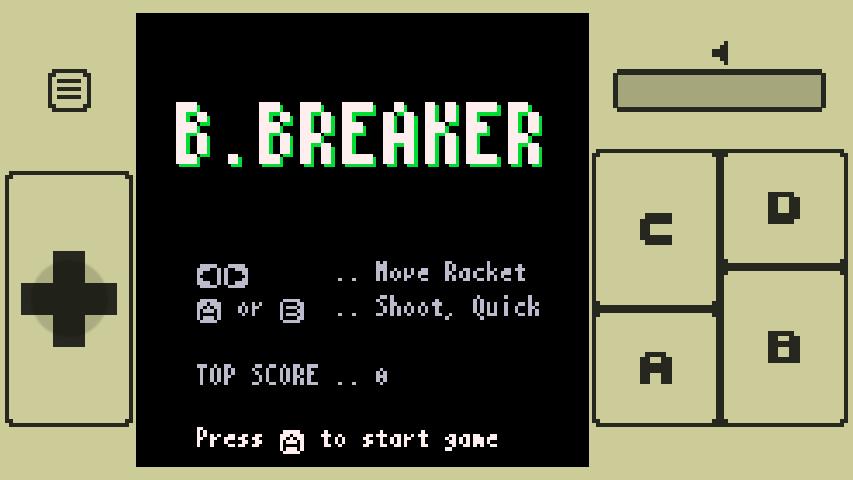 B.BREAKER
.. Move Racket
A or B .. Shoot, Quick
TOP SCORE .. 0
Press A to start game
C
D
A
B